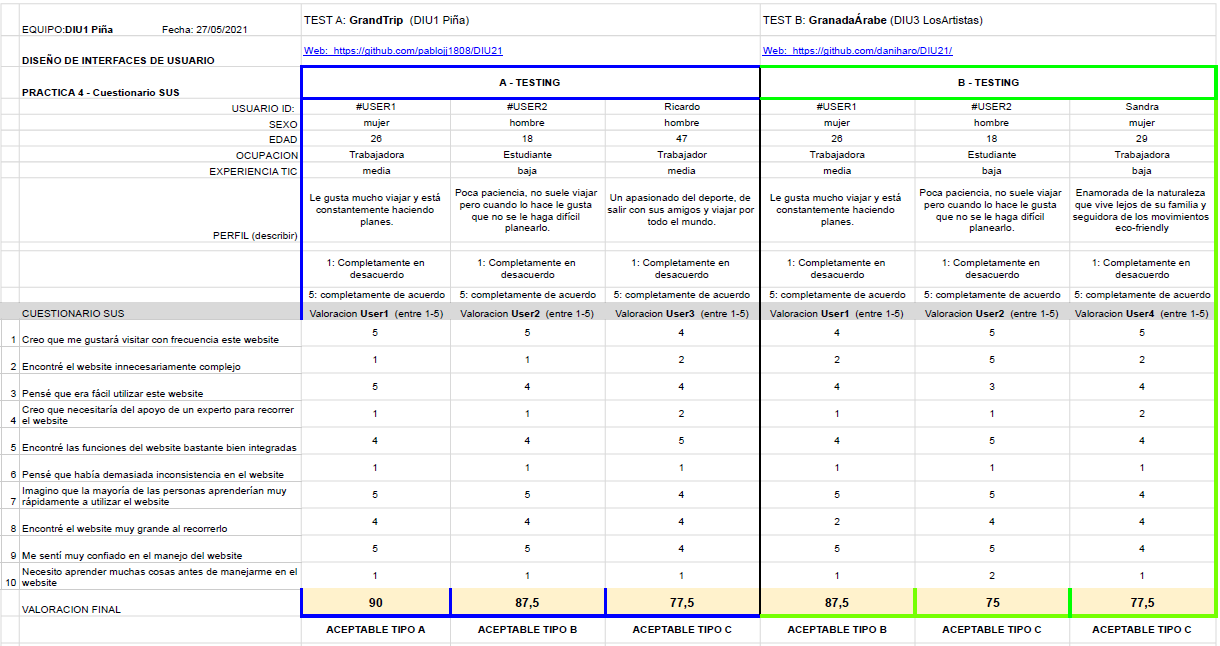 TEST A: GrandTrip (DIU1 Piña) TEST B: GranadaÁrabe (DIU3 LosArtistas)
EQUIPO:DIU1 Piña Fecha: 27/05/2021
Web: https://github.com/pablojj1808/DIU21 Web: https://github.com/daniharo/DIU21/
DISEÑO DE INTERFACES DE USUARIO
A - TESTING B - TESTING
PRACTICA 4 - Cuestionario SUS
USUARIO ID: #USER1 #USER2 Ricardo #USER1 #USER2 Sandra
SEXO mujer hombre hombre mujer hombre mujer
EDAD 26 18 47 26 18 29
OCUPACION Trabajadora Estudiante Trabajador Trabajadora Estudiante Trabajadora
EXPERIENCIA TIC media baja media media baja baja
PERFIL (describir)
Le gusta mucho viajar y está
constantemente haciendo
planes.
Poca paciencia, no suele viajar
pero cuando lo hace le gusta
que no se le haga difícil
planearlo.
Un apasionado del deporte, de
salir con sus amigos y viajar por
todo el mundo.
Le gusta mucho viajar y está
constantemente haciendo
planes.
Poca paciencia, no suele viajar
pero cuando lo hace le gusta
que no se le haga difícil
planearlo.
Enamorada de la naturaleza
que vive lejos de su familia y
seguidora de los movimientos
eco-friendly
1: Completamente en 1: Completamente en 1: Completamente en 1: Completamente en 1: Completamente en 1: Completamente en
desacuerdo desacuerdo desacuerdo desacuerdo desacuerdo desacuerdo
5: completamente de acuerdo 5: completamente de acuerdo 5: completamente de acuerdo 5: completamente de acuerdo 5: completamente de acuerdo 5: completamente de acuerdo
CUESTIONARIO SUS Valoracion User1 (entre 1-5) Valoracion User2 (entre 1-5) Valoracion User3 (entre 1-5) Valoracion User1 (entre 1-5) Valoracion User2 (entre 1-5) Valoracion User4 (entre 1-5)
1 Creo que me gustará visitar con frecuencia este website 5 5 4 4 5 5
2 Encontré el website innecesariamente complejo 1 1 2 2 5 2
3 Pensé que era fácil utilizar este website 5 4 4 4 3 4
Creo que necesitaría del apoyo de un experto para recorrer
4 el website 1 1 2 1 1 2
5 Encontré las funciones del website bastante bien integradas 4 4 5 4 5 4
6 Pensé que había demasiada inconsistencia en el website 1 1 1 1 1 1
Imagino que la mayoría de las personas aprenderían muy
7 rápidamente a utilizar el website 5 5 4 5 5 4
8 Encontré el website muy grande al recorrerlo 4 4 4 2 4 4
9 Me sentí muy confiado en el manejo del website 5 5 4 5 5 4
Necesito aprender muchas cosas antes de manejarme en el
10 website 1 1 1 1 2 1
VALORACION FINAL 90 87,5 77,5 87,5 75 77,5
ACEPTABLE TIPO A ACEPTABLE TIPO B ACEPTABLE TIPO C ACEPTABLE TIPO B ACEPTABLE TIPO C ACEPTABLE TIPO C